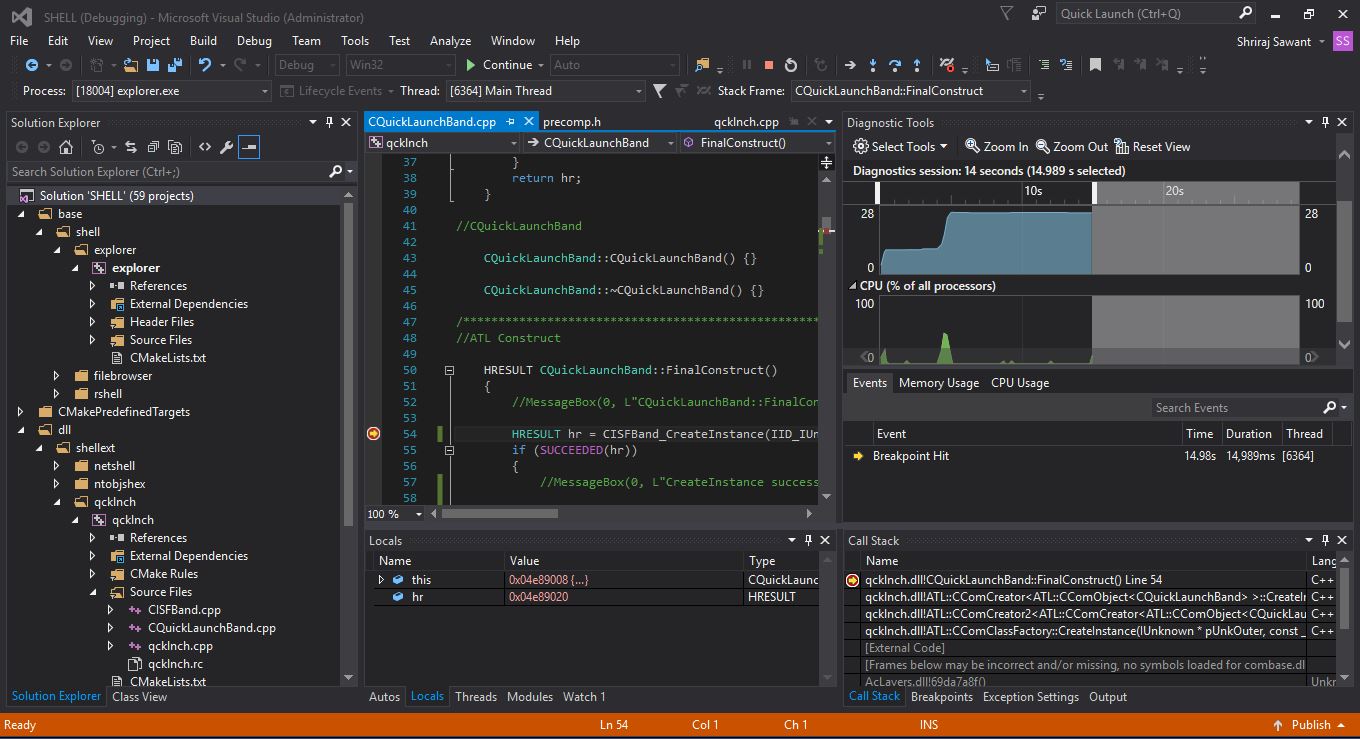 SHELL (Debugging) - Microsoft Visual Studio (Administrator)
Quick Launch (Ctrl+Q)
File Edit View Project Build Debug Team Tools Test Analyze Window Help
Shriraj Sawant SS
Debug Win32 Continue Auto
Process: [18004] explorer.exe Lifecycle Events Thread: [6364] Main Thread Stack Frame: CQuickLaunchBand::FinalConstruct
Solution Explorer
Search Solution Explorer (Ctrl+;)
Solution 'SHELL' (59 projects)
base
shell
explorer
explorer
References
External Dependencies
Header Files
Source Files
CMakeLists.txt
filebrowser
rshell
CMakePredefinedTargets
dll
shellext
netshell
ntobjshex
qcklnch
qcklnch
References
External Dependencies
CMake Rules
Source Files
CISFBand.cpp
CQuickLaunchBand.cpp
qcklnch.cpp
qcklnch.rc
CMakeLists.txt
Solution Explorer Class View
CQuickLaunchBand.cpp precomp.h qcklnch.cpp
qcklnch CQuickLaunchBand FinalConstruct()
37 }
38 return hr;
39 }
40
41 //CQuickLaunchBand
42
43 CQuickLaunchBand::CQuickLaunchBand() {}
44
45 CQuickLaunchBand::~CQuickLaunchBand() {}
46
47 /**************************************************
48 //ATL Construct
49
50 HRESULT CQuickLaunchBand::FinalConstruct()
51 {
52 //MessageBox(0, L"CQuickLaunchBand::FinalCon
53
54 HRESULT hr = CISFBand_CreateInstance(IID_IUn
55 if (SUCCEEDED(hr))
56 {
57 //MessageBox(0, L"CreateInstance success
58
100 %
Locals
Name Value Type
this 0x04e89008 {...} CQuickLaunc
hr 0x04e89020 HRESULT
Autos Locals Threads Modules Watch 1
Diagnostic Tools
Select Tools Zoom In Zoom Out Reset View
Diagnostics session: 14 seconds (14.989 s selected)
10s 20s
28 28
0 0
CPU (% of all processors)
100 100
0 0
Events Memory Usage CPU Usage
Search Events
Event Time Duration Thread
Breakpoint Hit 14.98s 14,989ms [6364]
Call Stack
Name Lang
qcklnch.dll!CQuickLaunchBand::FinalConstruct() Line 54 C++
qcklnch.dll!ATL::CComCreator<ATL::CComObject<CQuickLaunchBand> >::CreateIn C++
qcklnch.dll!ATL::CComCreator2<ATL::CComCreator<ATL::CComObject<CQuickLau C++
qcklnch.dll!ATL::CComClassFactory::CreateInstance(IUnknown * pUnkOuter, const _ C++
[External Code]
[Frames below may be incorrect and/or missing, no symbols loaded for combase.dl
AcLayers.dll!69da7a8f() Unkn
Call Stack Breakpoints Exception Settings Output
Ready Ln 54 Col 1 Ch 1 INS Publish